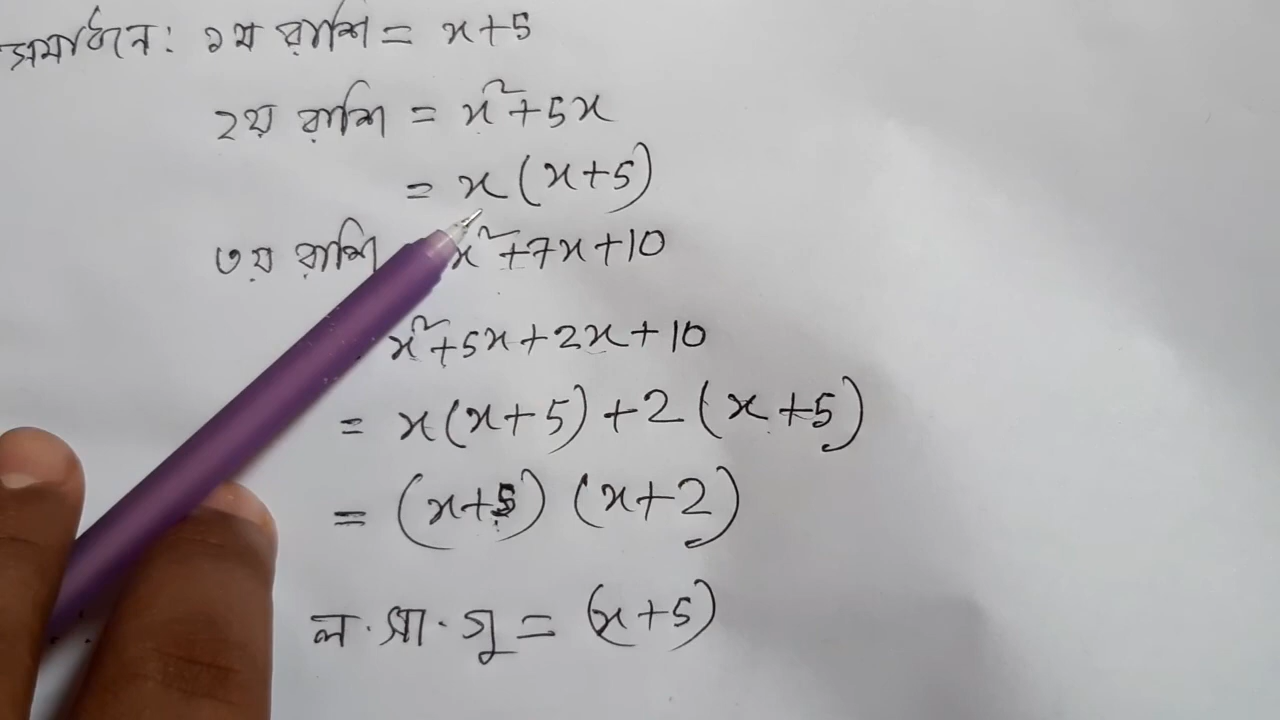 সমাধান: ১ম রাশি = x+5
২য় রাশি = x²+5x
= x(x+5)
৩য় রাশি x²+7x+10
x²+5x+2x+10
= x(x+5)+2(x+5)
= (x+5)(x+2)
ল.সা.গু = (x+5)